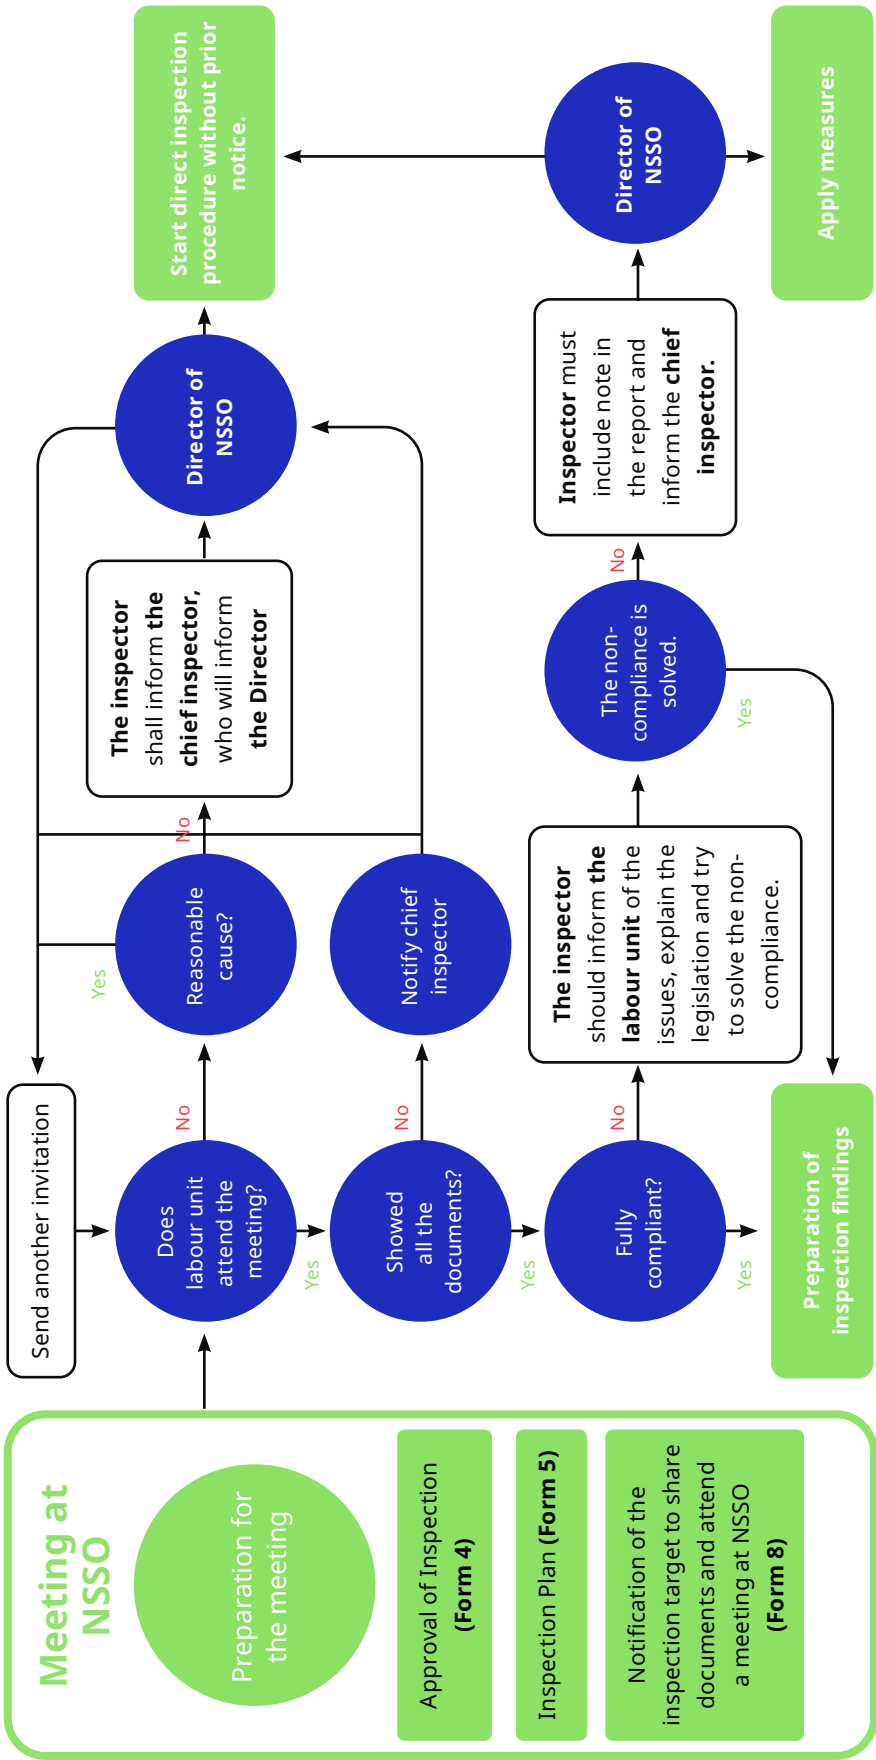 Meeting at
NSSO
Preparation for
the meeting
Approval of Inspection
(Form 4)
Inspection Plan (Form 5)
Notification of the
inspection target to share
documents and attend
a meeting at NSSO
(Form 8)
Send another invitation
Does
labour unit
attend the
meeting?
No
Yes
Reasonable
cause?
Yes
No
The inspector
shall inform the
chief inspector,
who will inform
the Director
Director of
NSSO
Start direct inspection
procedure without prior
notice.
Showed
all the
documents?
No
Yes
Notify chief
inspector
Fully
compliant?
No
Yes
The inspector
should inform the
labour unit of the
issues, explain the
legislation and try
to solve the non-
compliance.
The non-
compliance is
solved.
No
Yes
Inspector must
include note in
the report and
inform the chief
inspector.
Director of
NSSO
Preparation of
inspection findings
Apply measures